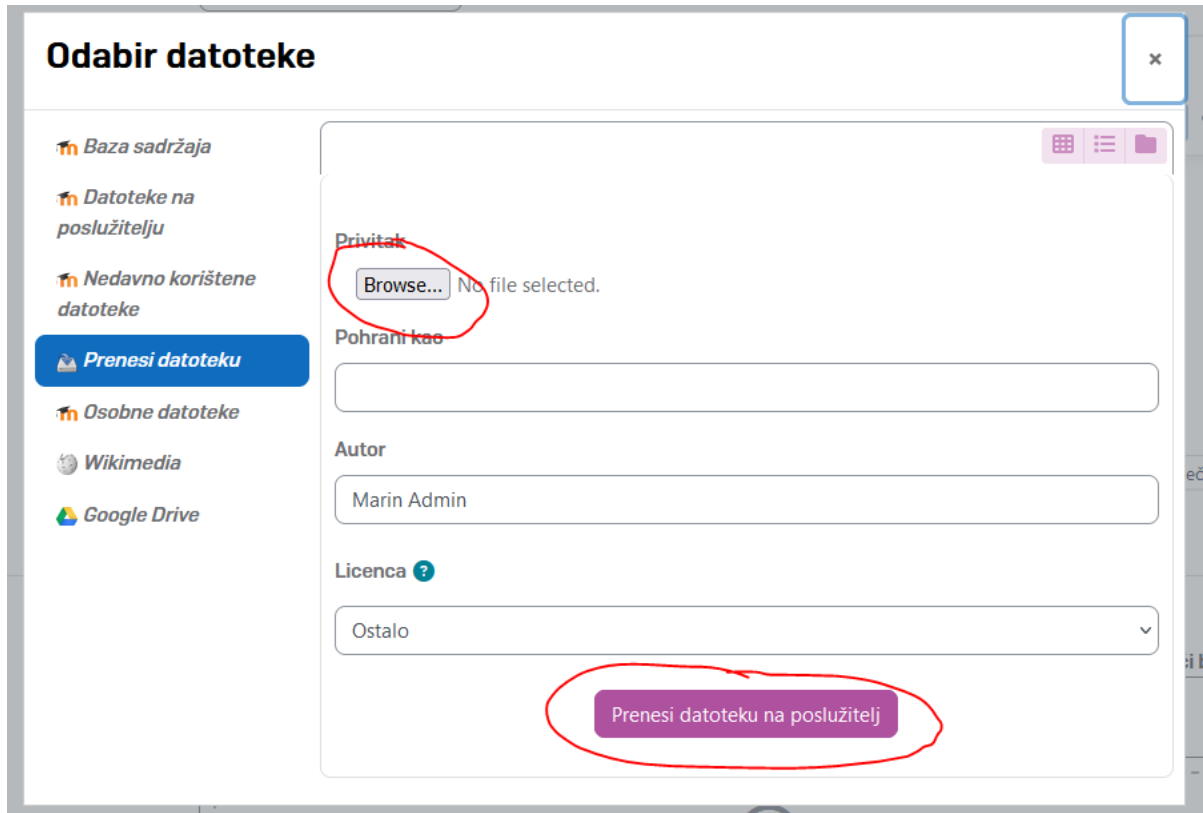 Odabir datoteke
×
Baza sadržaja
Datoteke na
poslužitelju
Nedavno korištene
datoteke
Prenesi datoteku
Osobne datoteke
Wikimedia
Google Drive
Privitak
Browse... No file selected.
Pohrani kao
Autor
Marin Admin
Licenca ?
Ostalo
Prenesi datoteku na poslužitelj